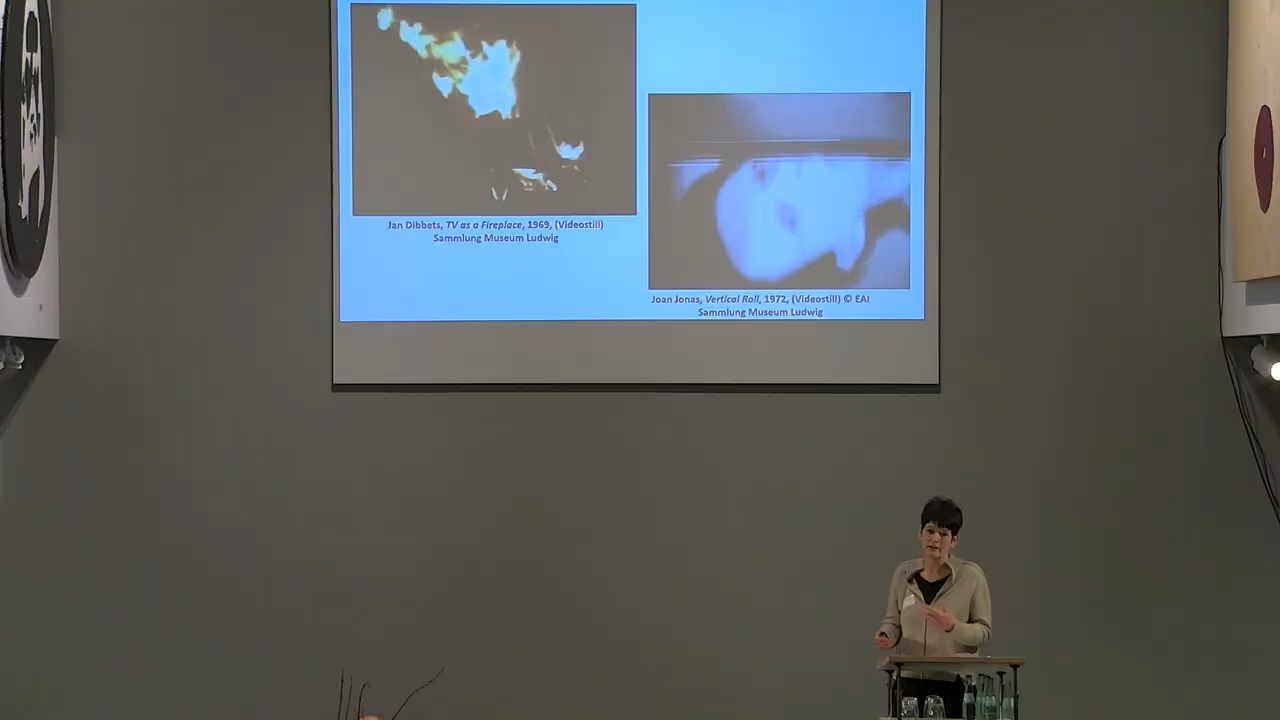 Jan Dibbets, TV as a Fireplace, 1969, (Videostill)
Sammlung Museum Ludwig
Joan Jonas, Vertical Roll, 1972, (Videostill) © EAI
Sammlung Museum Ludwig